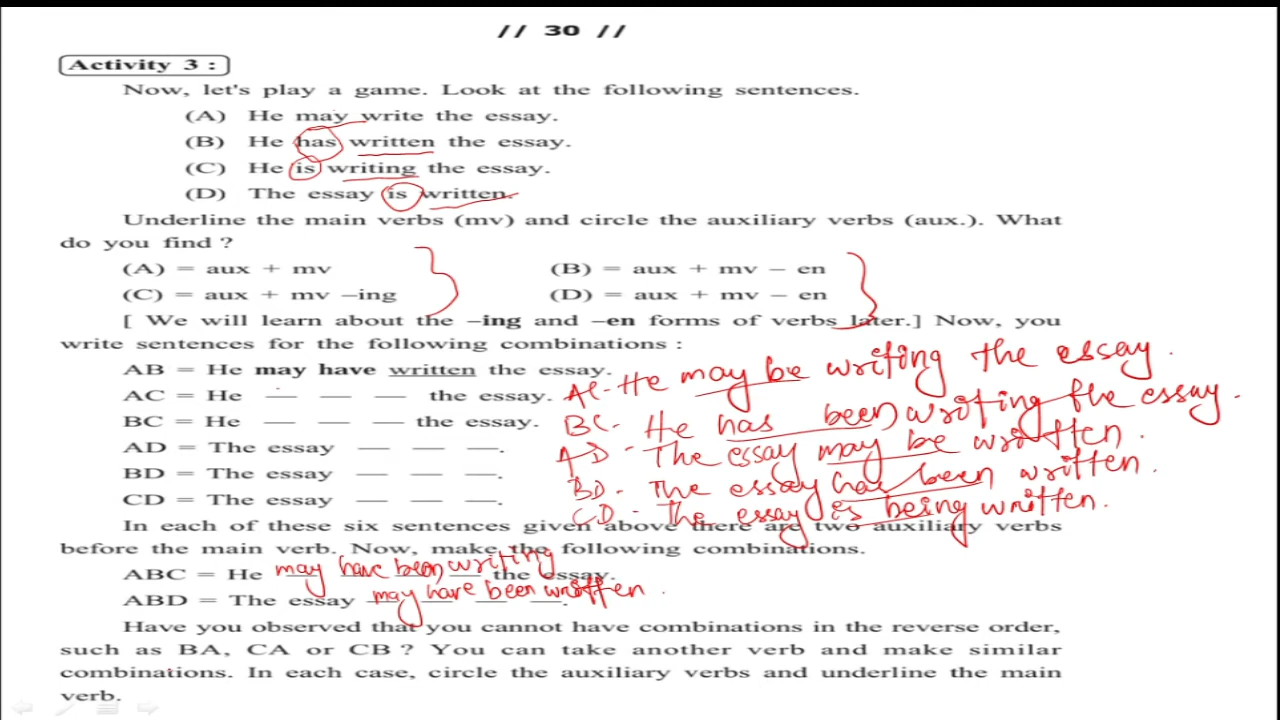 // 30 //
Activity 3 :
Now, let's play a game. Look at the following sentences.
(A) He may write the essay.
(B) He has written the essay.
(C) He is writing the essay.
(D) The essay is written.
Underline the main verbs (mv) and circle the auxiliary verbs (aux.). What
do you find ?
(A) = aux + mv (B) = aux + mv – en
(C) = aux + mv –ing (D) = aux + mv – en
[ We will learn about the –ing and –en forms of verbs later.] Now, you
write sentences for the following combinations :
AB = He may have written the essay.
AC = He — — — the essay. AC- He may be writing the essay.
BC = He — — — the essay. BC- He has been writing the essay.
AD = The essay — — —. AD - The essay may be written.
BD = The essay — — —. BD- The essay has been written.
CD = The essay — — —. CD- The essay is being written.
In each of these six sentences given above there are two auxiliary verbs
before the main verb. Now, make the following combinations.
ABC = He may have been writing the essay.
ABD = The essay may have been written.
Have you observed that you cannot have combinations in the reverse order,
such as BA, CA or CB ? You can take another verb and make similar
combinations. In each case, circle the auxiliary verbs and underline the main
verb.